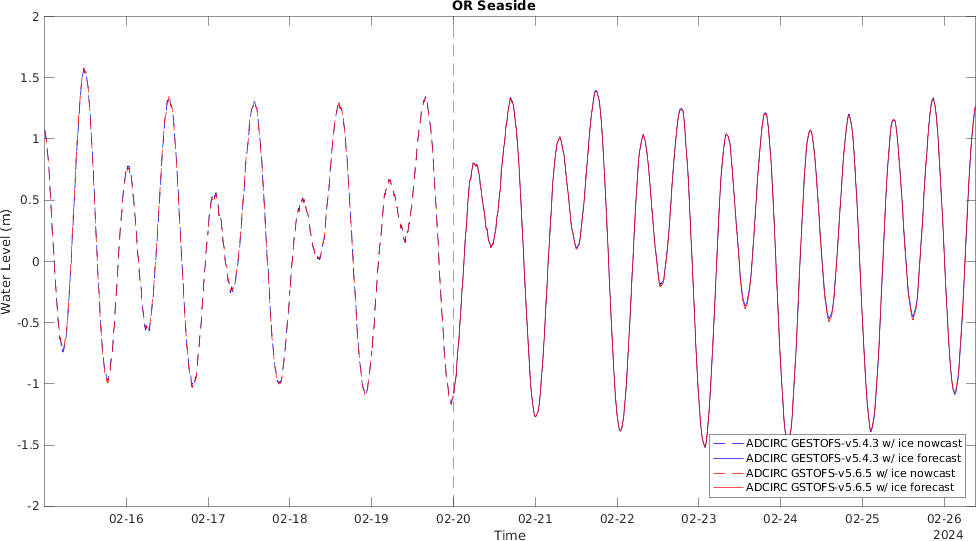 OR Seaside
2
1.5
1
0.5
0
-0.5
-1
-1.5
-2
Water Level (m)
ADCIRC GESTOFS-v5.4.3 w/ ice nowcast
ADCIRC GESTOFS-v5.4.3 w/ ice forecast
ADCIRC GSTOFS-v5.6.5 w/ ice nowcast
ADCIRC GSTOFS-v5.6.5 w/ ice forecast
02-16 02-17 02-18 02-19 02-20 02-21 02-22 02-23 02-24 02-25 02-26
Time
2024